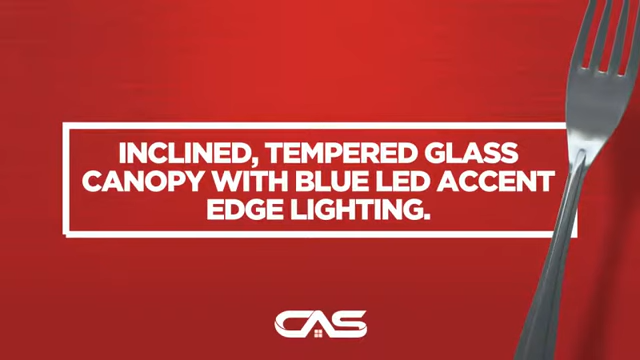 INCLINED, TEMPERED GLASS
CANOPY WITH BLUE LED ACCENT
EDGE LIGHTING.
CAS